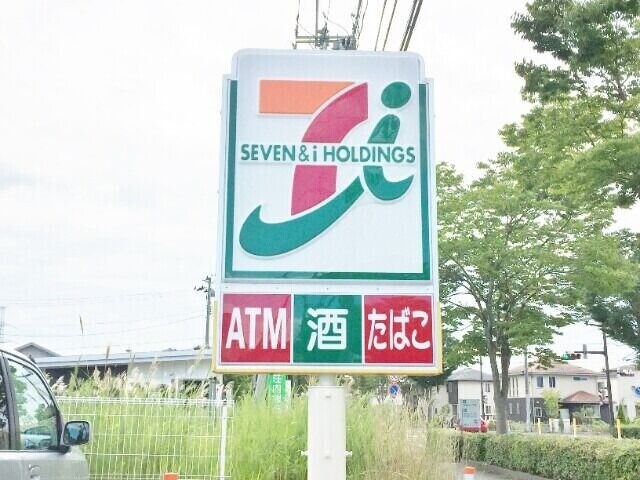 SEVEN & i HOLDINGS
ATM 酒 たばこ